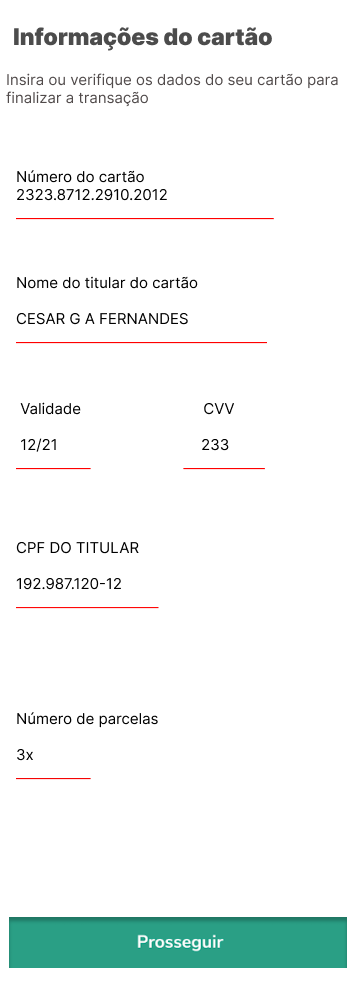 Informações do cartão
Insira ou verifique os dados do seu cartão para
finalizar a transação
Número do cartão
2323.8712.2910.2012
Nome do titular do cartão
CESAR G A FERNANDES
Validade CVV
12/21 233
CPF DO TITULAR
192.987.120-12
Número de parcelas
3x
Prosseguir